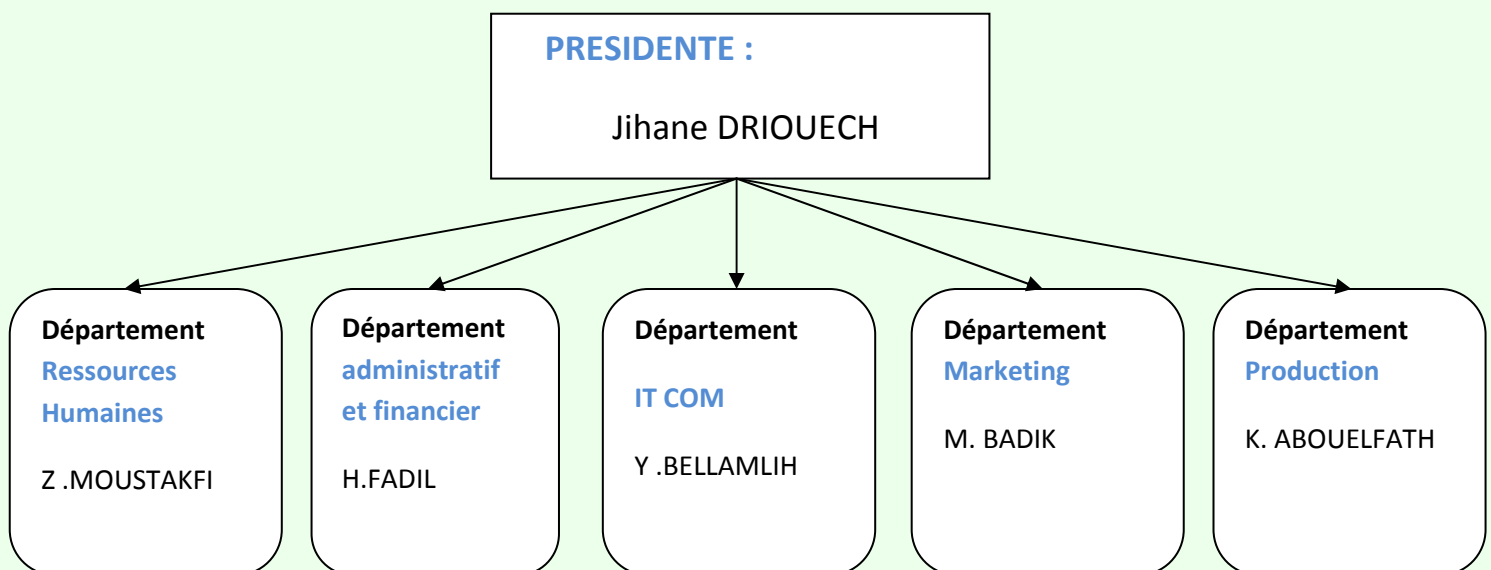 PRESIDENTE :
Jihane DRIOUECH
Département
Ressources
Humaines
Z .MOUSTAKFI
Département
administratif
et financier
H.FADIL
Département
IT COM
Y .BELLAMLIH
Département
Marketing
M. BADIK
Département
Production
K. ABOUELFATH